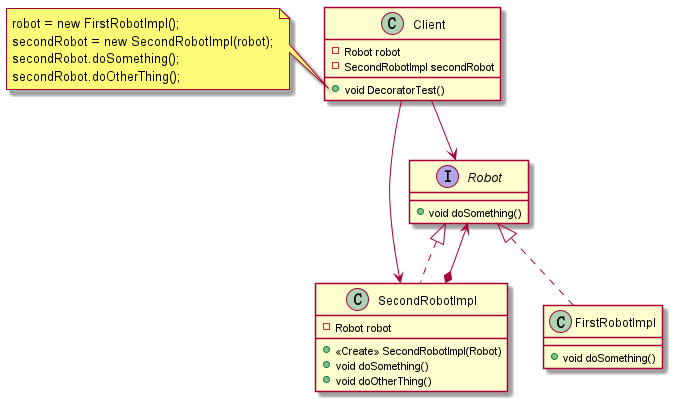 robot = new FirstRobotImpl();
secondRobot = new SecondRobotImpl(robot);
secondRobot.doSomething();
secondRobot.doOtherThing();
C Client
Robot robot
SecondRobotImpl secondRobot
void DecoratorTest()
I Robot
void doSomething()
C SecondRobotImpl
Robot robot
«Create» SecondRobotImpl(Robot)
void doSomething()
void doOtherThing()
C FirstRobotImpl
void doSomething()